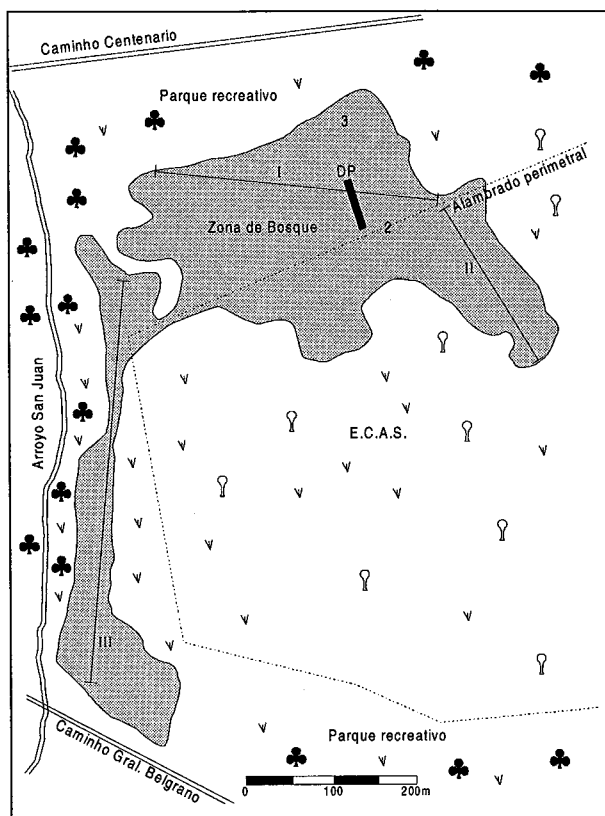 Caminho Centenario
Parque recreativo
3
I
DP
Alambrado perimetral
Zona de Bosque
2
II
Arroyo San Juan
E.C.A.S.
III
Parque recreativo
Caminho Gral. Belgrano
0 100 200m